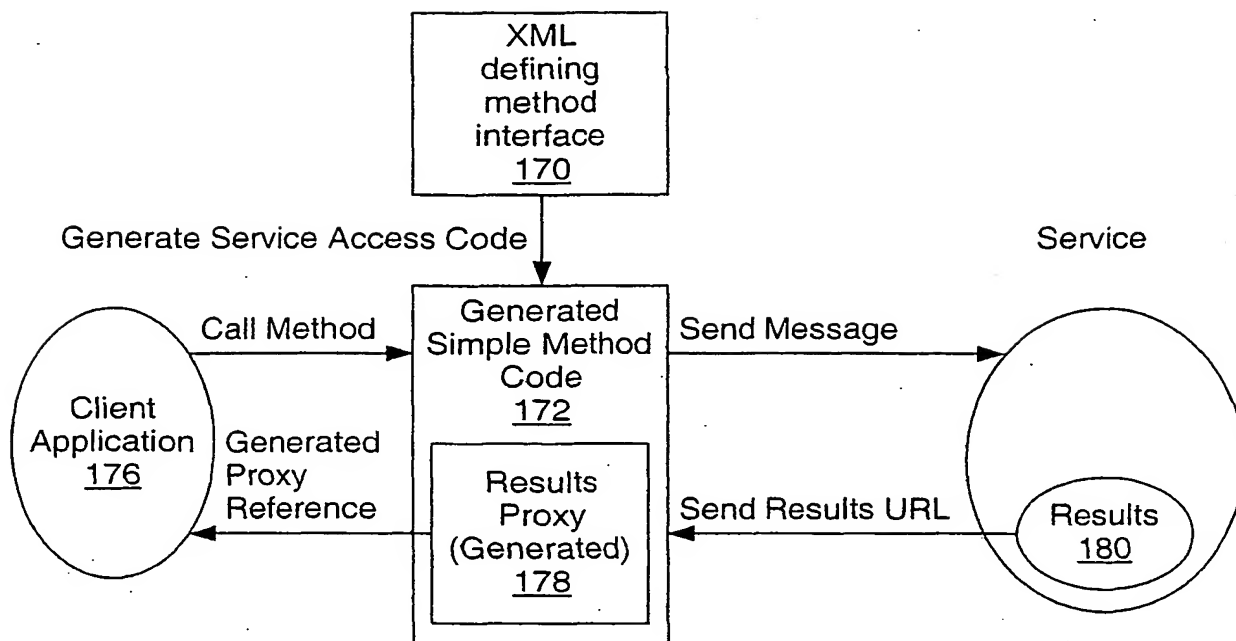 XML
defining
method
interface
170
Generate Service Access Code
Service
Generated
Simple Method
Code
172
Call Method
Send Message
Client
Application
176
Generated
Proxy
Reference
Results
Proxy
(Generated)
178
Send Results URL
Results
180